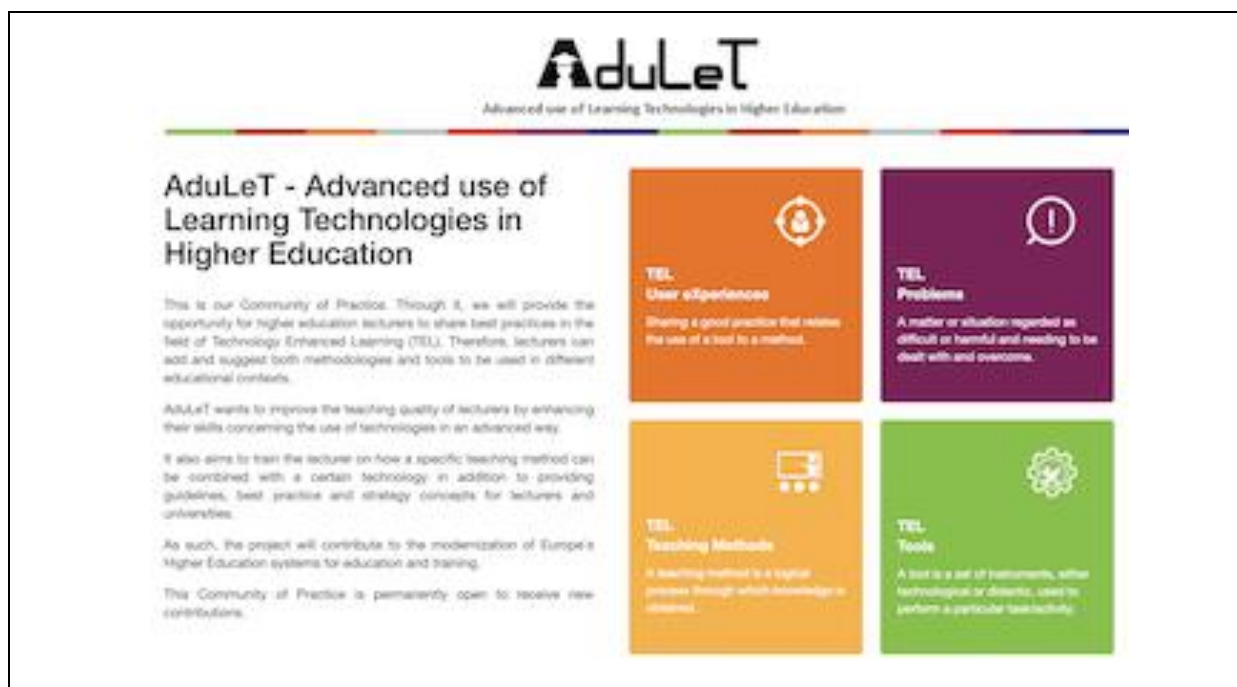 AduLeT
Advanced use of Learning Technologies in Higher Education
AduLeT - Advanced use of
Learning Technologies in
Higher Education
This is our Community of Practice. Through it, we will provide the
opportunity for higher education lecturers to share best practices in the
field of Technology Enhanced Learning (TEL). Therefore, lecturers can
add and suggest both methodologies and tools to be used in different
educational contexts.
AduLeT wants to improve the teaching quality of lecturers by enhancing
their skills concerning the use of technologies in an advanced way.
It also aims to train the lecturer on how a specific teaching method can
be combined with a certain technology in addition to providing
guidelines, best practice and strategy concepts for lecturers and
universities.
As such, the project will contribute to the modernization of Europe's
Higher Education systems for education and training.
This Community of Practice is permanently open to receive new
contributions.
TEL
User eXperiences
Sharing a good practice that relates
the use of a tool to a method.
TEL
Problems
A matter or situation regarded as
difficult or harmful and needing to be
dealt with and overcome.
TEL
Teaching Methods
A teaching method is a logical
process through which knowledge is
obtained.
TEL
Tools
A tool is a set of instruments, either
technological or didactic, used to
perform a particular task/activity.